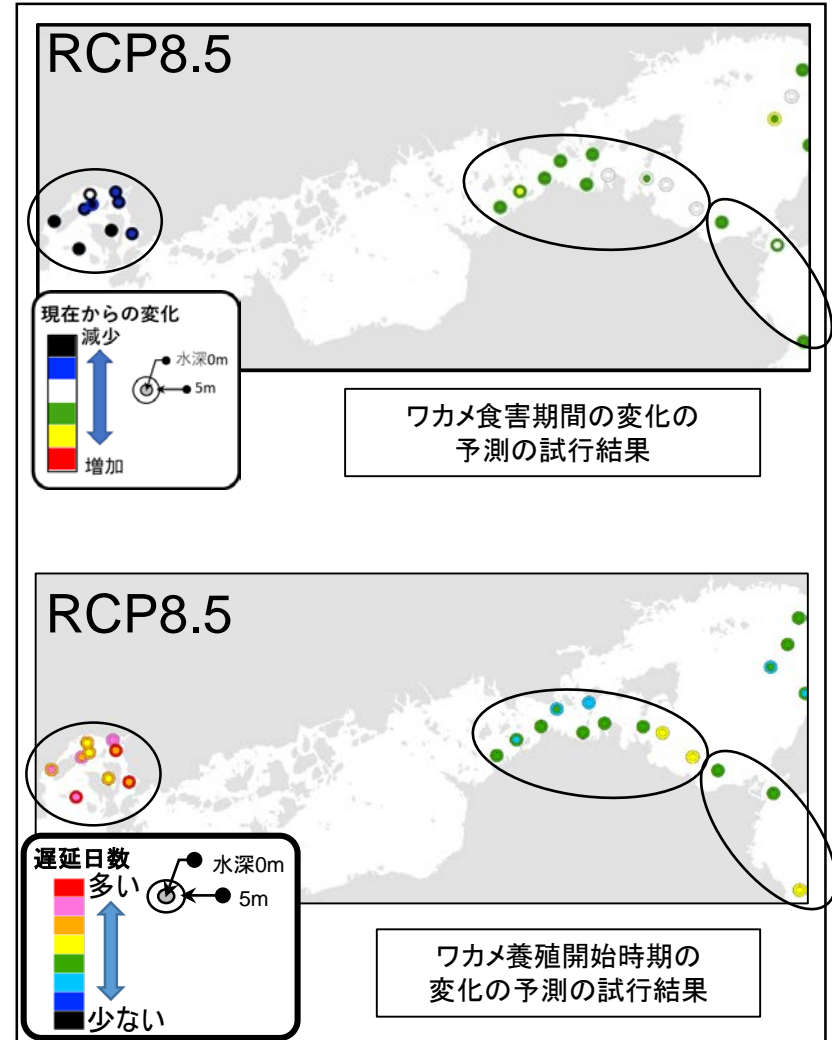 RCP8.5
現在からの変化
減少
水深0m
5m
増加
ワカメ食害期間の変化の
予測の試行結果
RCP8.5
遅延日数
多い
水深0m
5m
少ない
ワカメ養殖開始時期の
変化の予測の試行結果